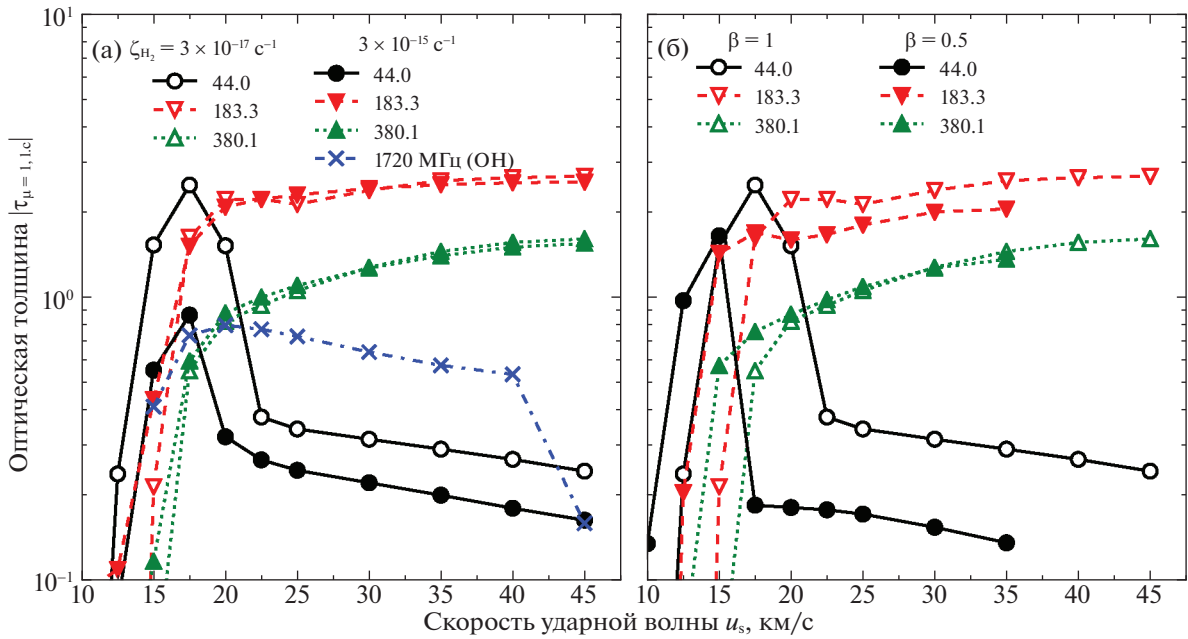 Оптическая толщина |τ_μ = 1, l.c|
10¹
10⁰
10⁻¹
(а) ζ_H₂ = 3 × 10⁻¹⁷ с⁻¹
44.0
183.3
380.1
3 × 10⁻¹⁵ с⁻¹
44.0
183.3
380.1
1720 МГц (OH)
10 15 20 25 30 35 40 45
(б) β = 1
44.0
183.3
380.1
β = 0.5
44.0
183.3
380.1
10 15 20 25 30 35 40 45
Скорость ударной волны u_s, км/с